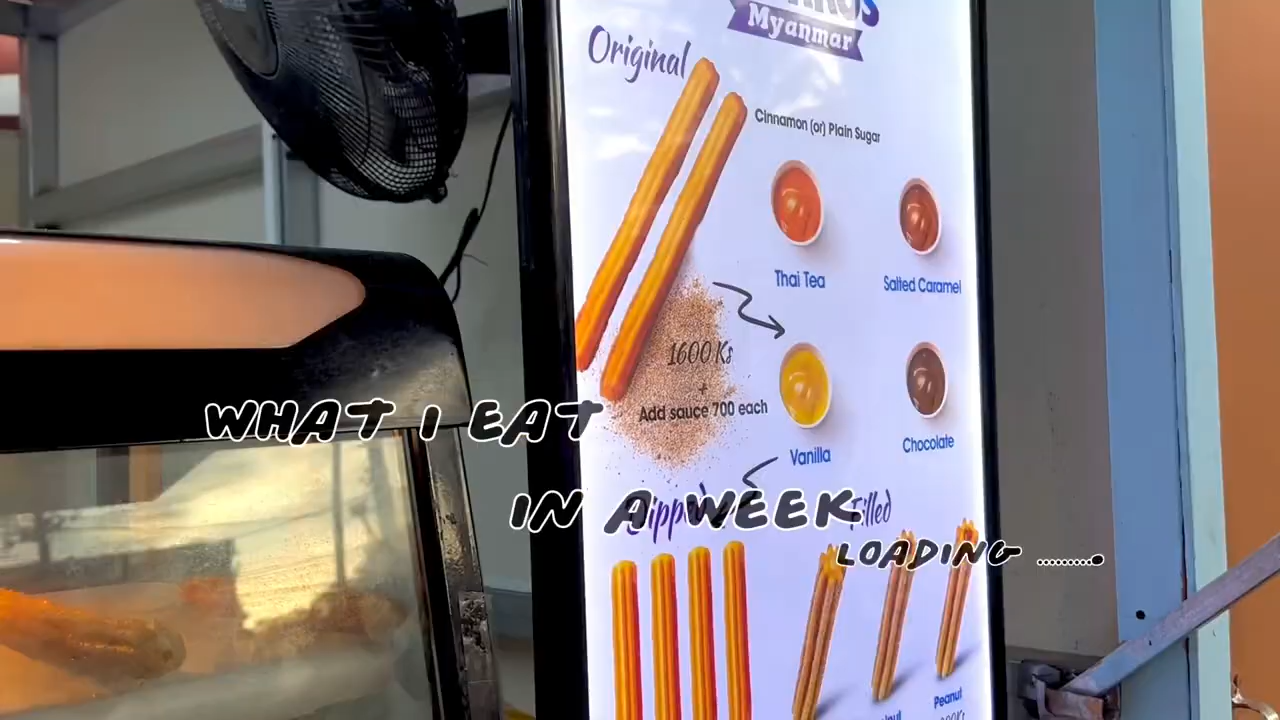 Myanmar
Original
Cinnamon (or) Plain Sugar
Thai Tea
Salted Caramel
1600 Ks
+
Add sauce 700 each
Vanilla
Chocolate
WHAT I EAT
IN A WEEK
LOADING ..........
Filled
Peanut